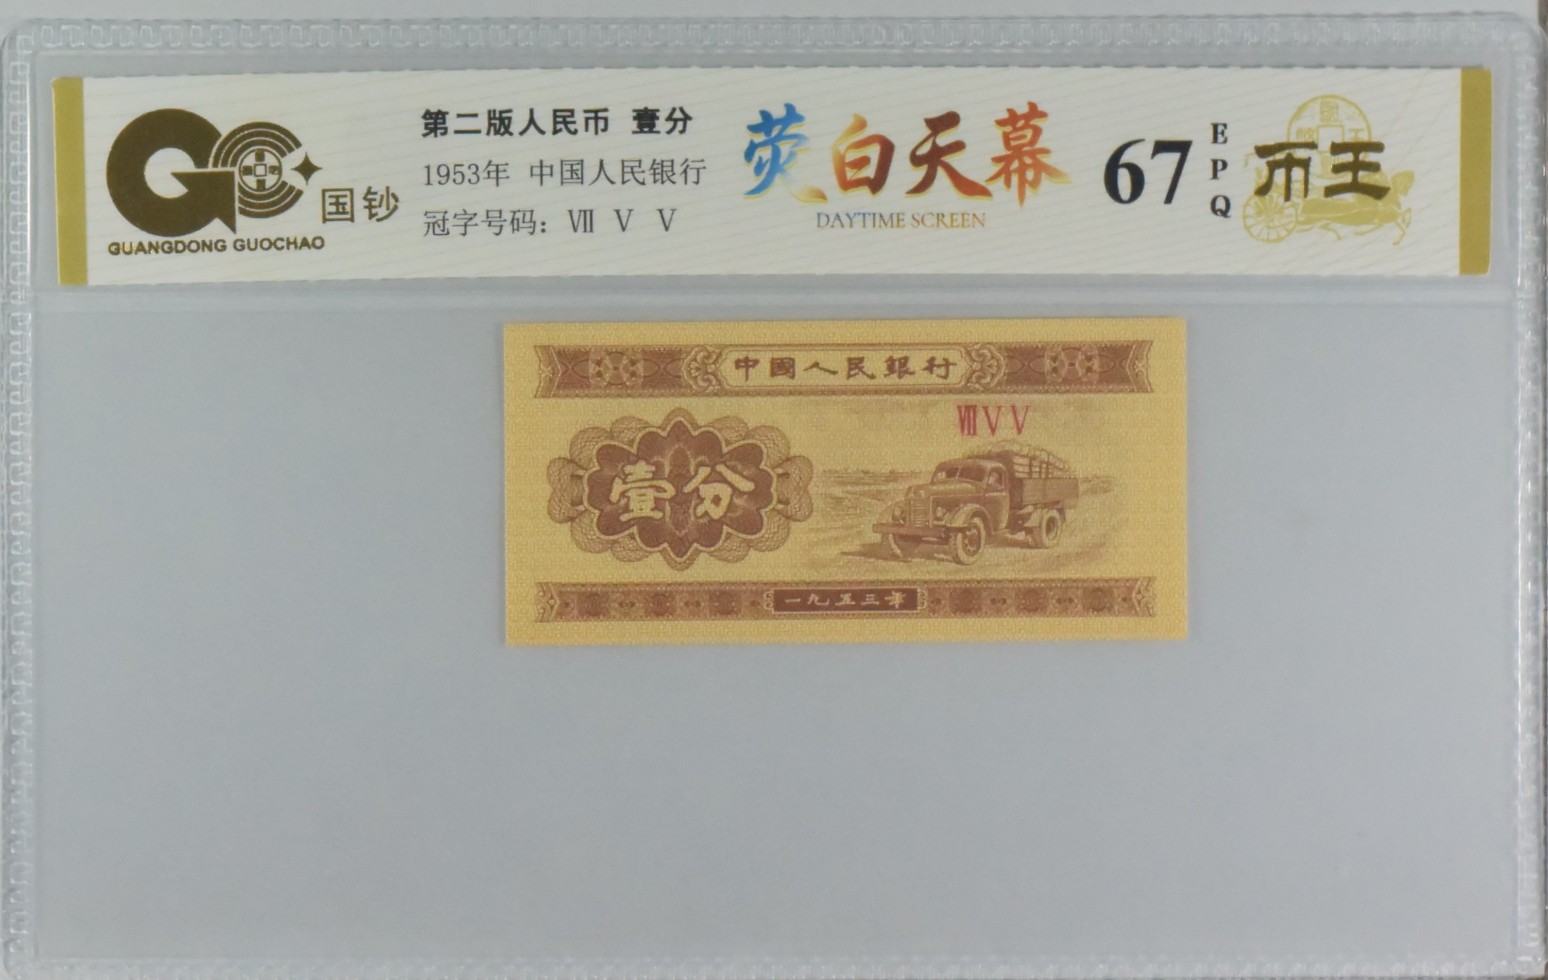 国钞
GUANGDONG GUOCHAO
第二版人民币 壹分
1953年 中国人民银行
冠字号码: Ⅶ Ⅴ Ⅴ
荧白天幕
DAYTIME SCREEN
67
EPQ
币王
中國人民銀行
ⅦⅤⅤ
壹分
一九五三年